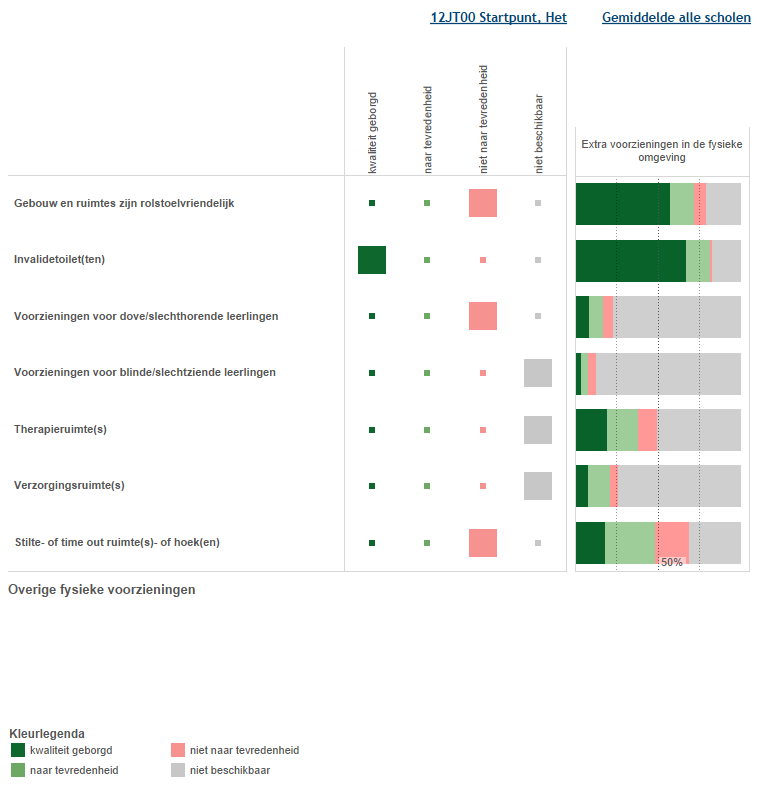 12JT00 Startpunt, Het
Gemiddelde alle scholen
kwaliteit geborgd
naar tevredenheid
niet naar tevredenheid
niet beschikbaar
Extra voorzieningen in de fysieke
omgeving
Gebouw en ruimtes zijn rolstoelvriendelijk
Invalidetoilet(ten)
Voorzieningen voor dove/slechthorende leerlingen
Voorzieningen voor blinde/slechtziende leerlingen
Therapieruimte(s)
Verzorgingsruimte(s)
Stilte- of time out ruimte(s)- of hoek(en)
50%
Overige fysieke voorzieningen
Kleurlegenda
kwaliteit geborgd
niet naar tevredenheid
naar tevredenheid
niet beschikbaar